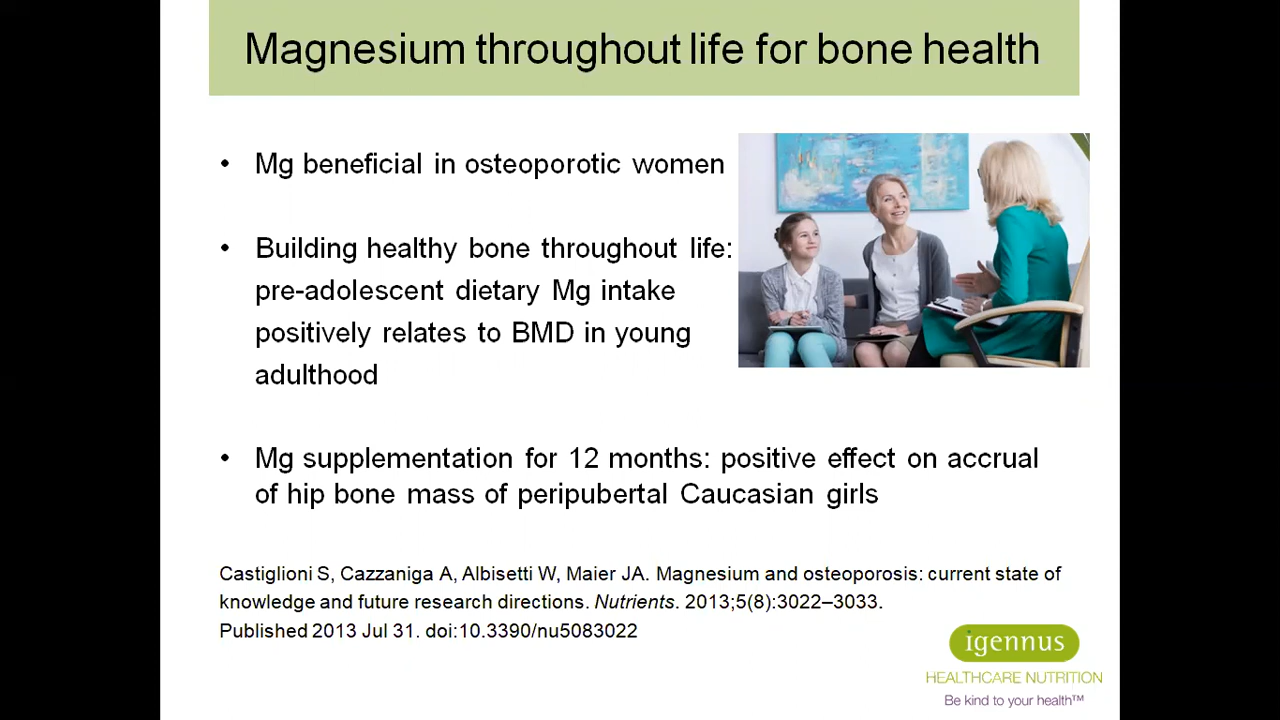 Magnesium throughout life for bone health
• Mg beneficial in osteoporotic women
• Building healthy bone throughout life:
pre-adolescent dietary Mg intake
positively relates to BMD in young
adulthood
• Mg supplementation for 12 months: positive effect on accrual
of hip bone mass of peripubertal Caucasian girls
Castiglioni S, Cazzaniga A, Albisetti W, Maier JA. Magnesium and osteoporosis: current state of
knowledge and future research directions. Nutrients. 2013;5(8):3022–3033.
Published 2013 Jul 31. doi:10.3390/nu5083022
igennus
HEALTHCARE NUTRITION
Be kind to your health™